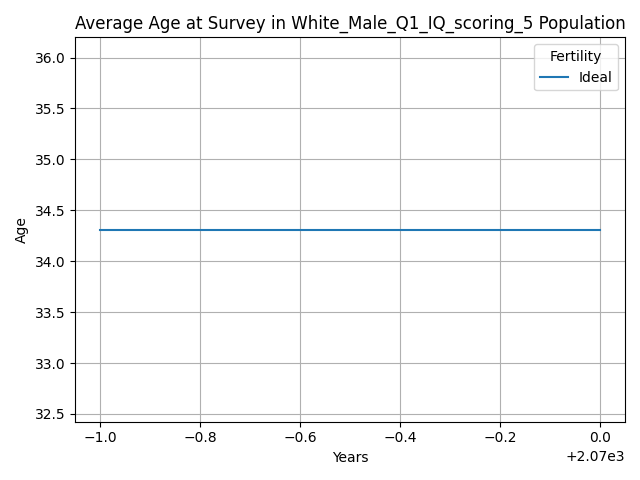 Average Age at Survey in White_Male_Q1_IQ_scoring_5 Population
Fertility
Ideal
36.0
35.5
35.0
34.5
34.0
33.5
33.0
32.5
Age
−1.0 −0.8 −0.6 −0.4 −0.2 0.0
Years
+2.07e3